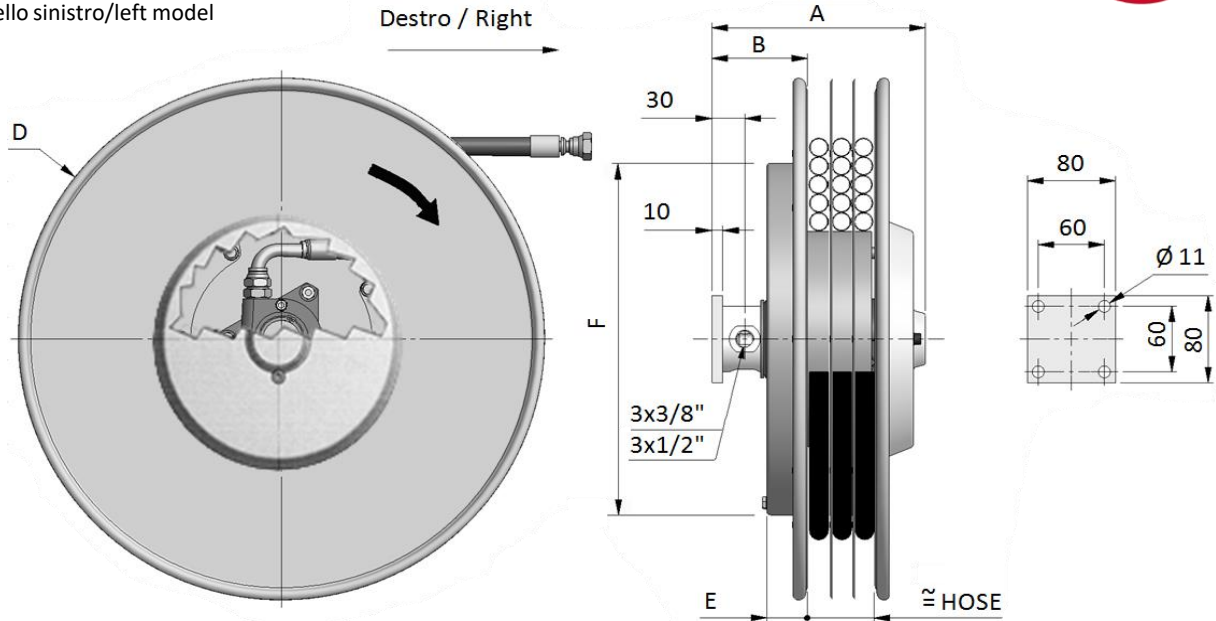 ello sinistro/left model
Destro / Right
A
B
30
D
10
80
60
Ø 11
F
60
80
3x3/8"
3x1/2"
E
≅ HOSE